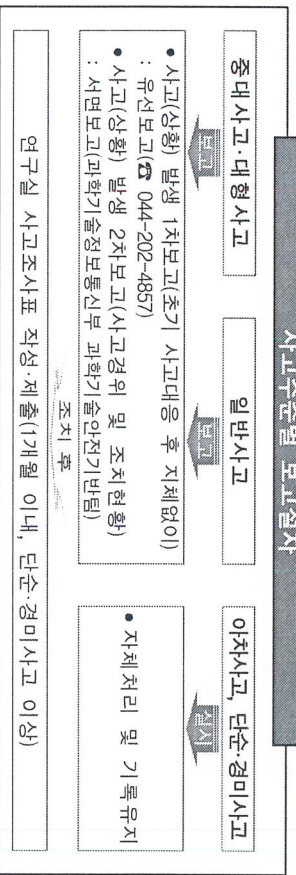 사고수준별 보고절차
중대사고·대형사고
일반사고
아차사고, 단순·경미사고
보고
보고
실시
• 사고(상황) 발생 1차보고(초기 사고대응 후 지체없이)
: 유선보고(☎ 044-202-4857)
• 사고(상황) 발생 2차보고(사고경위 및 조치현황)
: 서면보고(과학기술정보통신부 과학기술안전기반팀)
• 자체처리 및 기록유지
조치 후
연구실 사고조사표 작성·제출(1개월 이내, 단순·경미사고 이상)